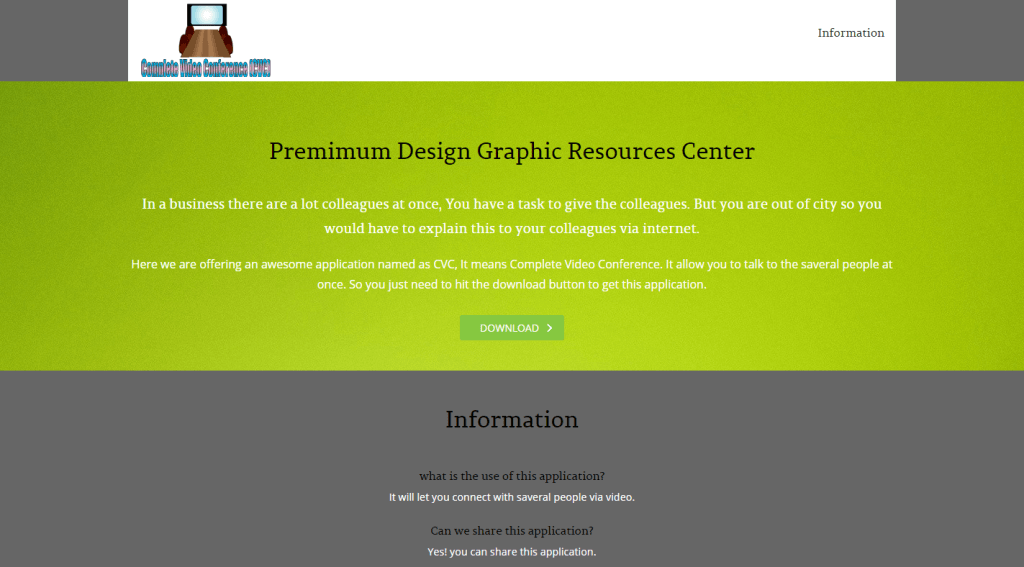 Complete Video Conference (CVC)
Information
Premimum Design Graphic Resources Center
In a business there are a lot colleagues at once, You have a task to give the colleagues. But you are out of city so you
would have to explain this to your colleagues via internet.
Here we are offering an awesome application named as CVC, It means Complete Video Conference. It allow you to talk to the saveral people at
once. So you just need to hit the download button to get this application.
DOWNLOAD
Information
what is the use of this application?
It will let you connect with saveral people via video.
Can we share this application?
Yes! you can share this application.